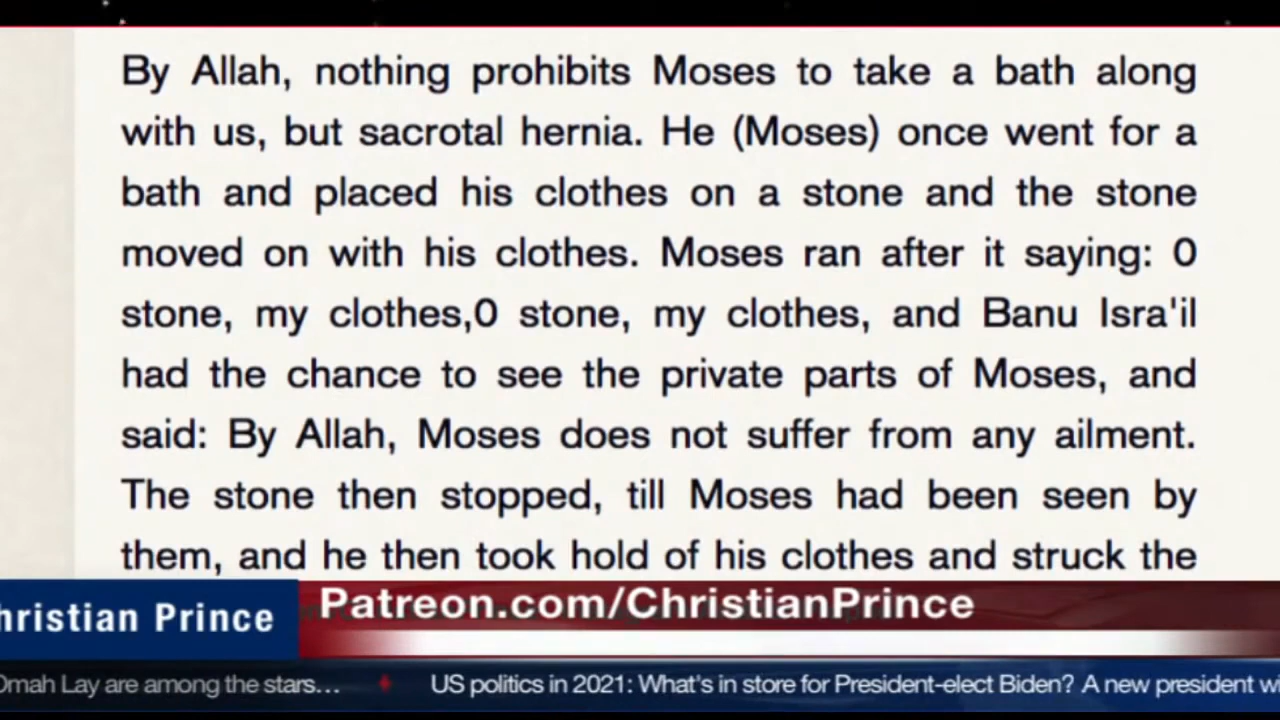 By Allah, nothing prohibits Moses to take a bath along
with us, but sacrotal hernia. He (Moses) once went for a
bath and placed his clothes on a stone and the stone
moved on with his clothes. Moses ran after it saying: 0
stone, my clothes,0 stone, my clothes, and Banu Isra'il
had the chance to see the private parts of Moses, and
said: By Allah, Moses does not suffer from any ailment.
The stone then stopped, till Moses had been seen by
them, and he then took hold of his clothes and struck the
hristian Prince
Patreon.com/ChristianPrince
Omah Lay are among the stars... ♦ US politics in 2021: What's in store for President-elect Biden? A new president wi